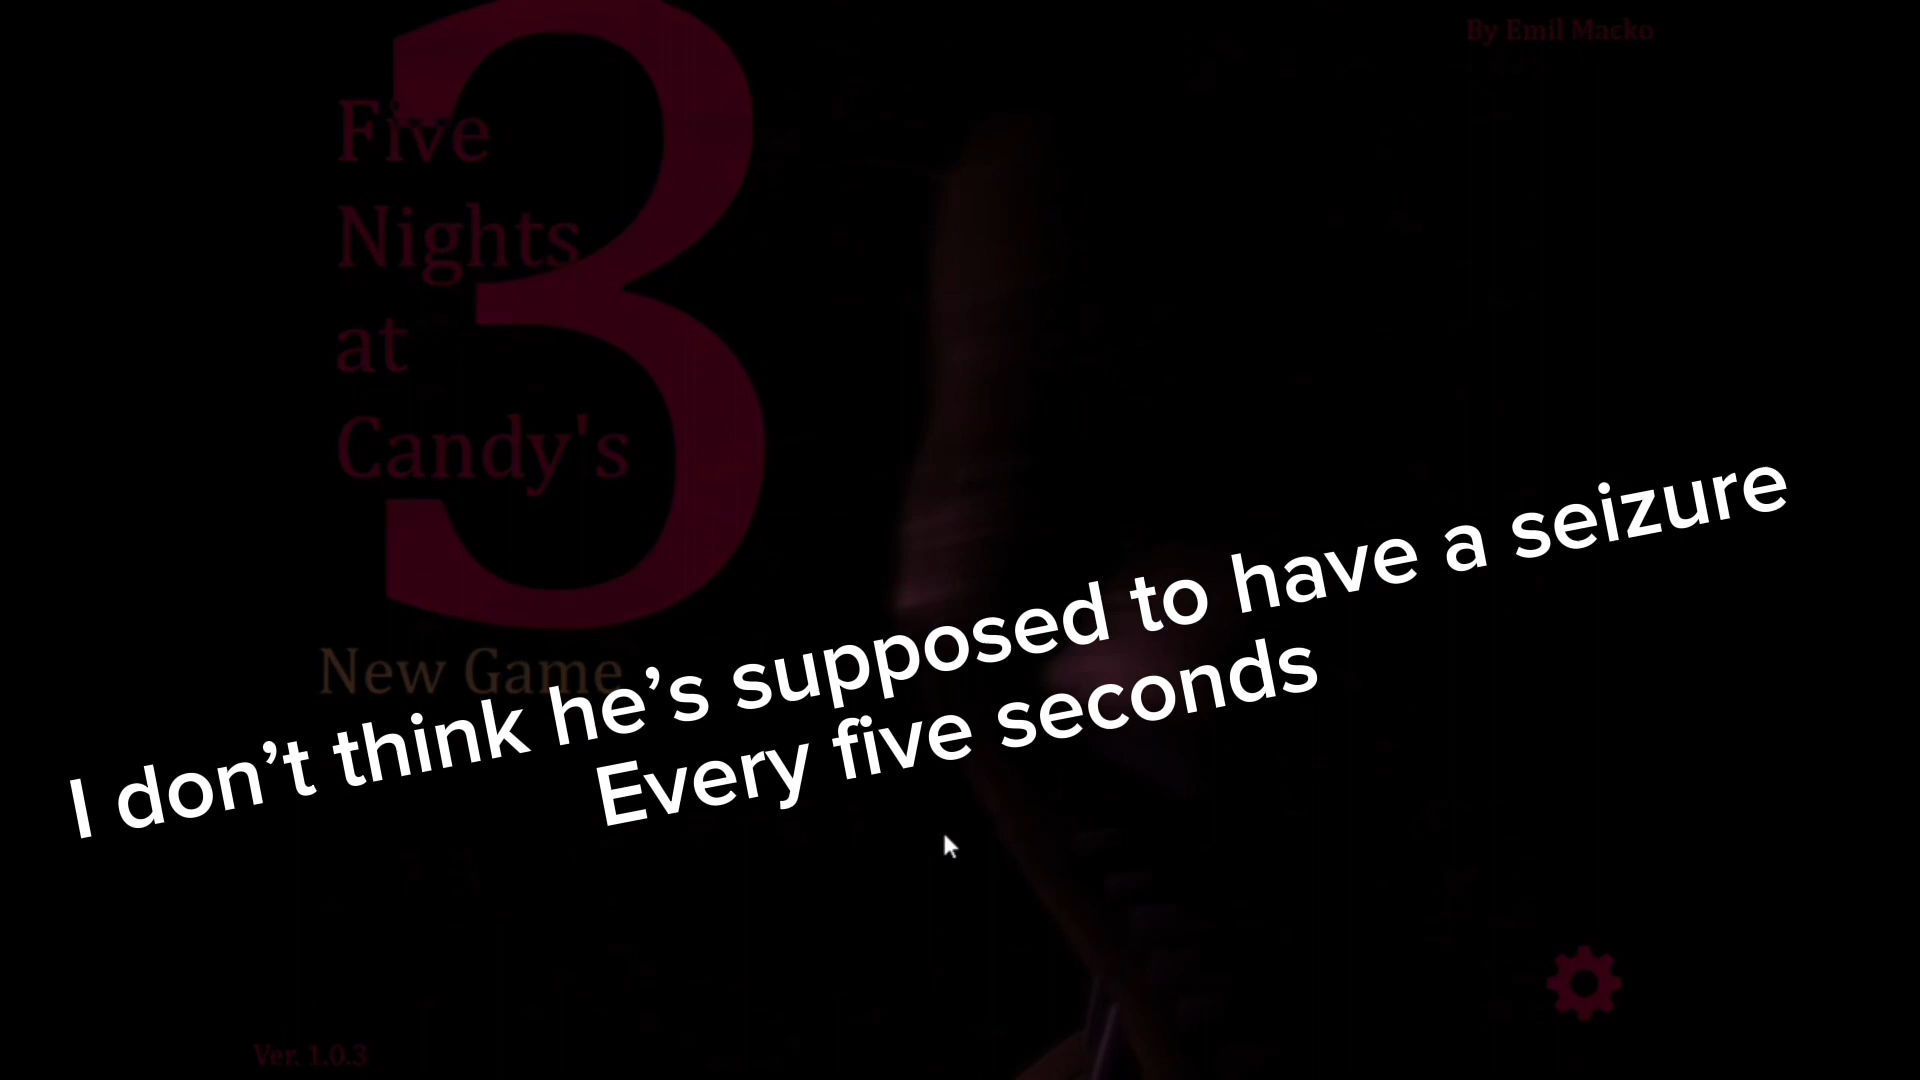 By Emil Macko
3
Five
Nights
at
Candy's
New Game
I don’t think he’s supposed to have a seizure
Every five seconds
Ver. 1.0.3